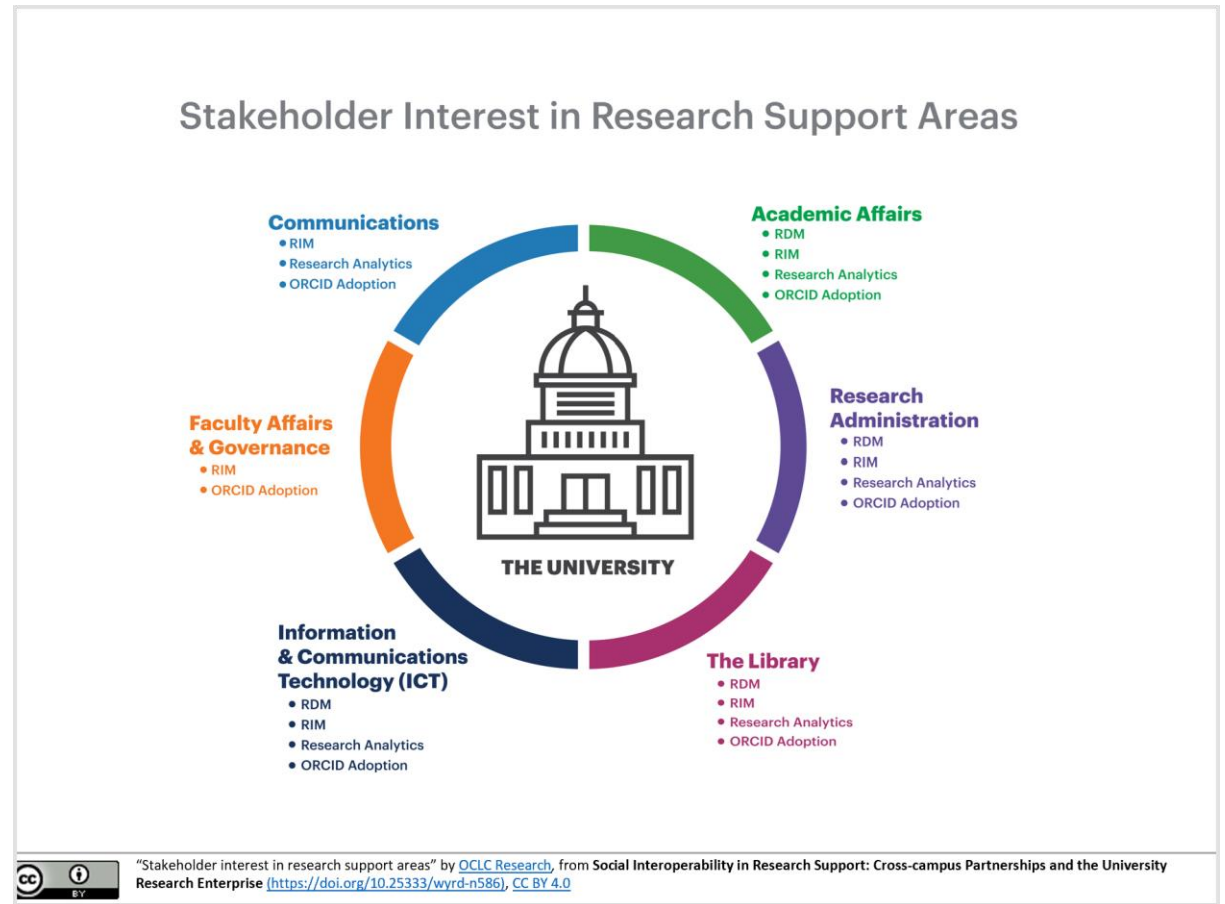 Stakeholder Interest in Research Support Areas
Communications
• RIM
• Research Analytics
• ORCID Adoption
Academic Affairs
• RDM
• RIM
• Research Analytics
• ORCID Adoption
Faculty Affairs
& Governance
• RIM
• ORCID Adoption
Research
Administration
• RDM
• RIM
• Research Analytics
• ORCID Adoption
THE UNIVERSITY
Information
& Communications
Technology (ICT)
• RDM
• RIM
• Research Analytics
• ORCID Adoption
The Library
• RDM
• RIM
• Research Analytics
• ORCID Adoption
cc
BY
“Stakeholder interest in research support areas” by OCLC Research, from Social Interoperability in Research Support: Cross-campus Partnerships and the University
Research Enterprise (https://doi.org/10.25333/wyrd-n586), CC BY 4.0